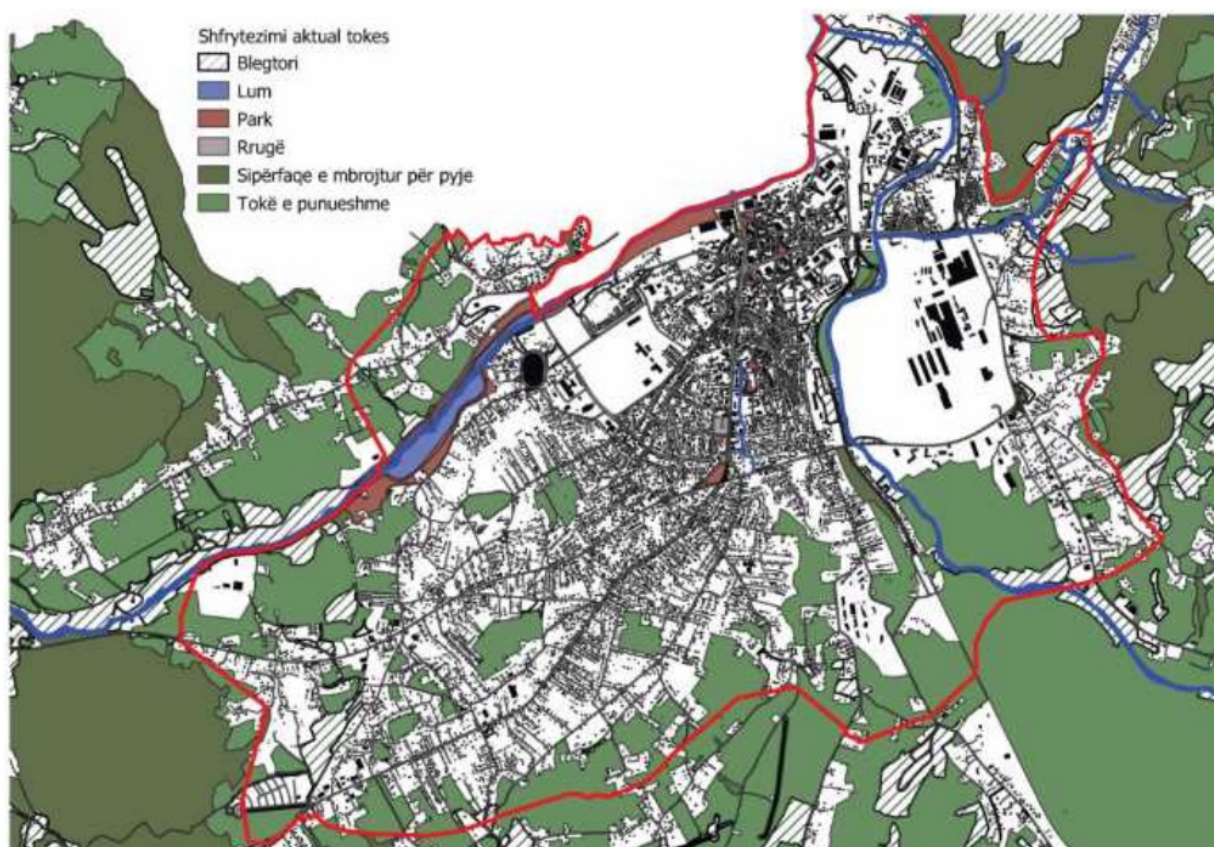 Shfrytezimi aktual tokes
Blegtori
Lum
Park
Rrugë
Sipërfaqe e mbrojtur për pyje
Tokë e punueshme